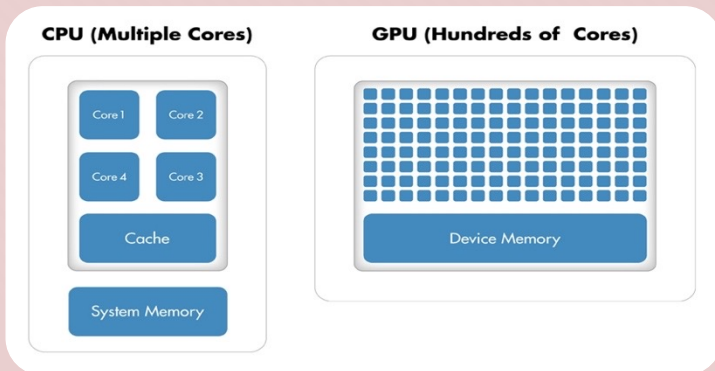 CPU (Multiple Cores)
GPU (Hundreds of Cores)
Core 1
Core 2
Core 4
Core 3
Cache
System Memory
Device Memory